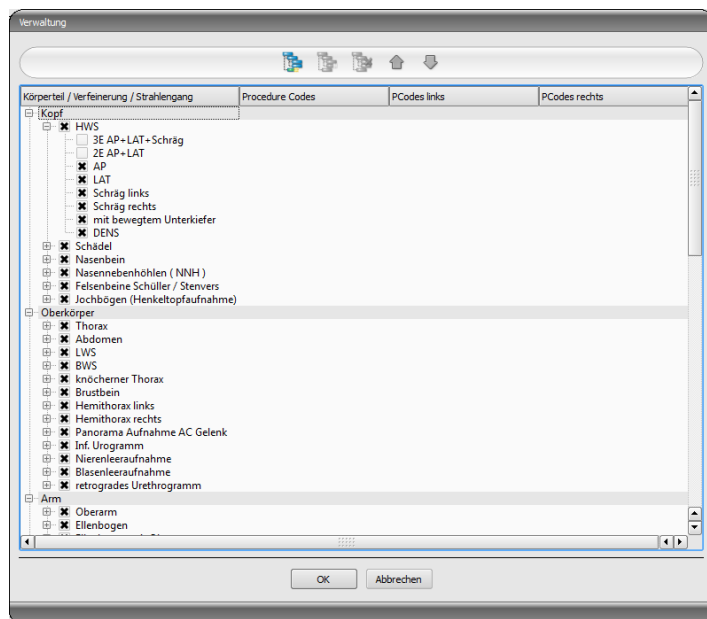 Verwaltung
Körperteil / Verfeinerung / Strahlengang Procedure Codes PCodes links PCodes rechts
Kopf
HWS
3E AP+LAT+Schräg
2E AP+LAT
AP
LAT
Schräg links
Schräg rechts
mit bewegtem Unterkiefer
DENS
Schädel
Nasenbein
Nasennebenhöhlen ( NNH )
Felsenbeine Schüller / Stenvers
Jochbögen (Henkeltopfaufnahme)
Oberkörper
Thorax
Abdomen
LWS
BWS
knöcherner Thorax
Brustbein
Hemithorax links
Hemithorax rechts
Panorama Aufnahme AC Gelenk
Inf. Urogramm
Nierenleeraufnahme
Blasenleeraufnahme
retrogrades Urethrogramm
Arm
Oberarm
Ellenbogen
OK Abbrechen